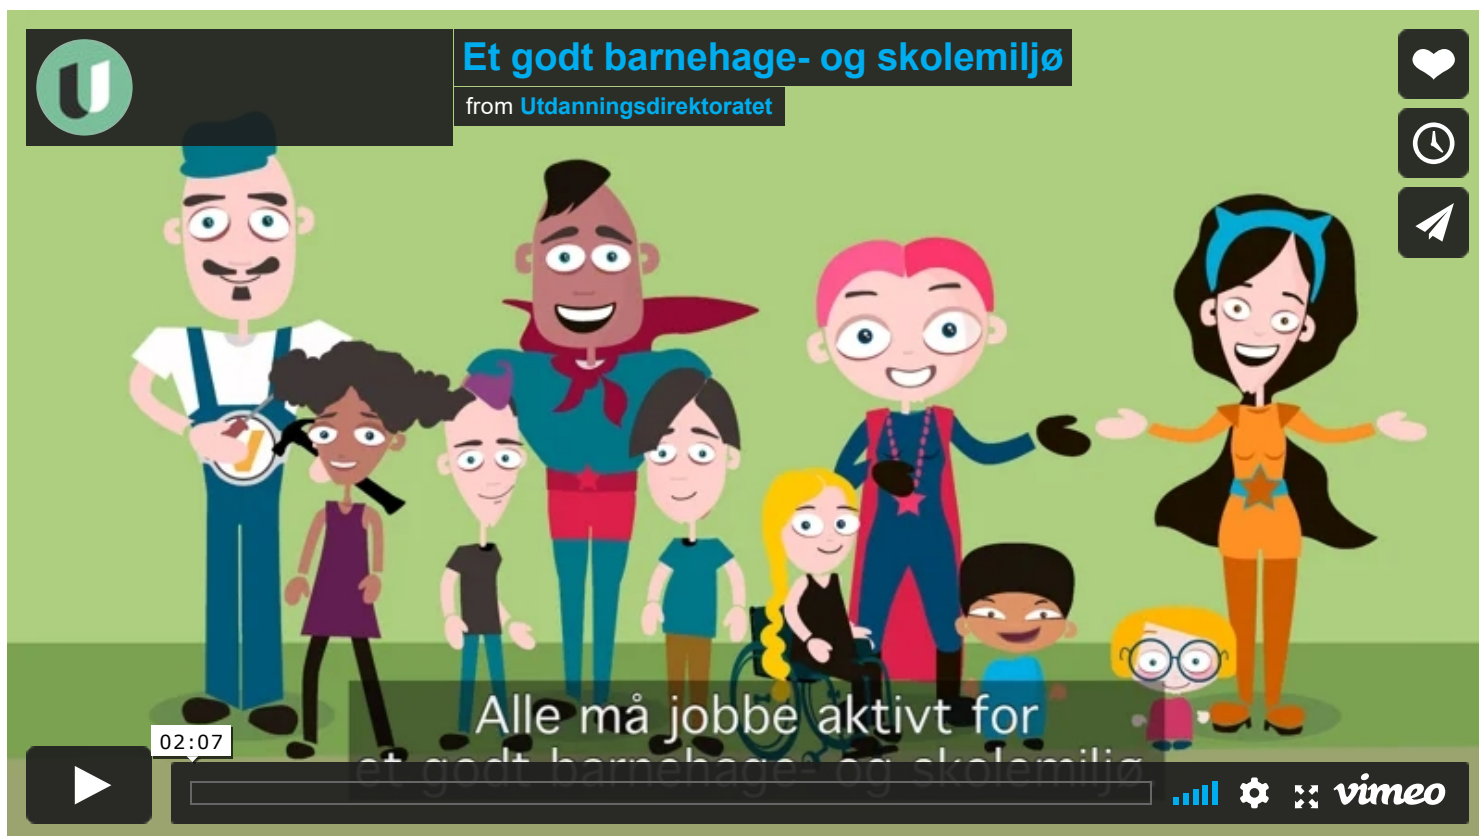 U
Et godt barnehage- og skolemiljø
from Utdanningsdirektoratet
Alle må jobbe aktivt for
et godt barnehage- og skolemiljø
02:07
vimeo